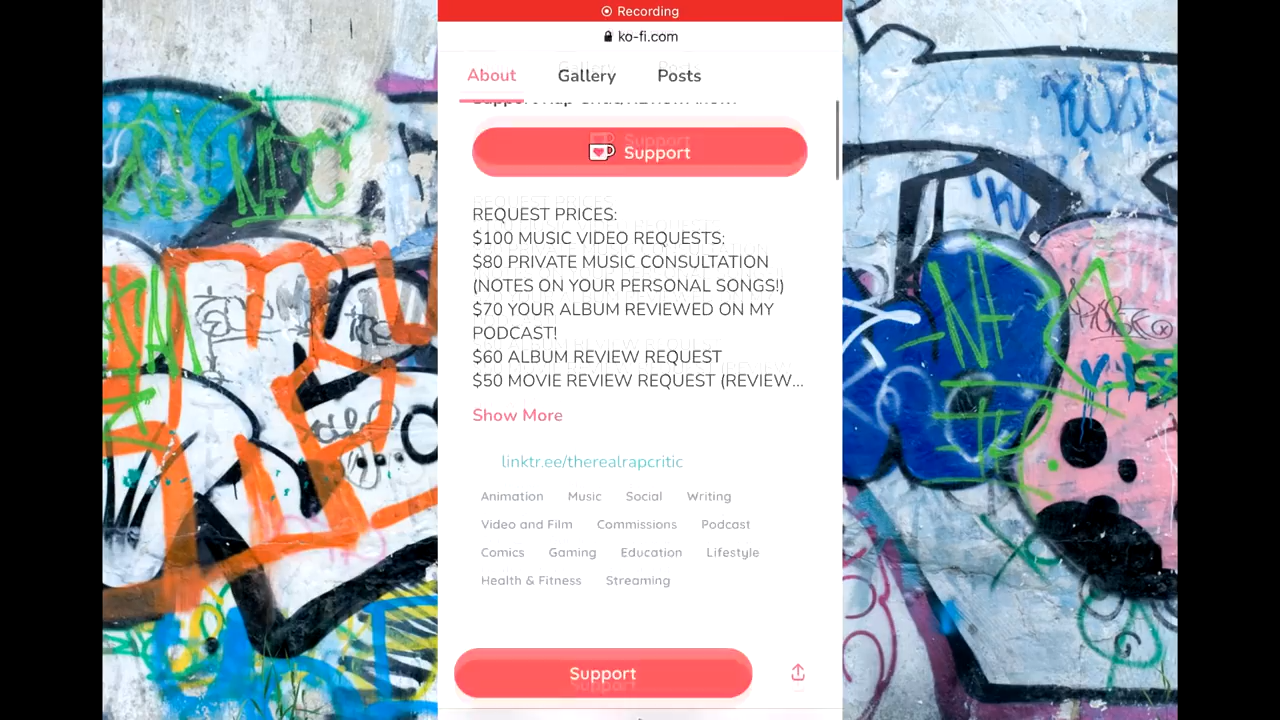 Recording
ko-fi.com
About Gallery Posts
Support
REQUEST PRICES:
$100 MUSIC VIDEO REQUESTS:
$80 PRIVATE MUSIC CONSULTATION
(NOTES ON YOUR PERSONAL SONGS!)
$70 YOUR ALBUM REVIEWED ON MY
PODCAST!
$60 ALBUM REVIEW REQUEST
$50 MOVIE REVIEW REQUEST (REVIEW...
Show More
linktr.ee/therealrapcritic
Animation Music Social Writing
Video and Film Commissions Podcast
Comics Gaming Education Lifestyle
Health & Fitness Streaming
Support